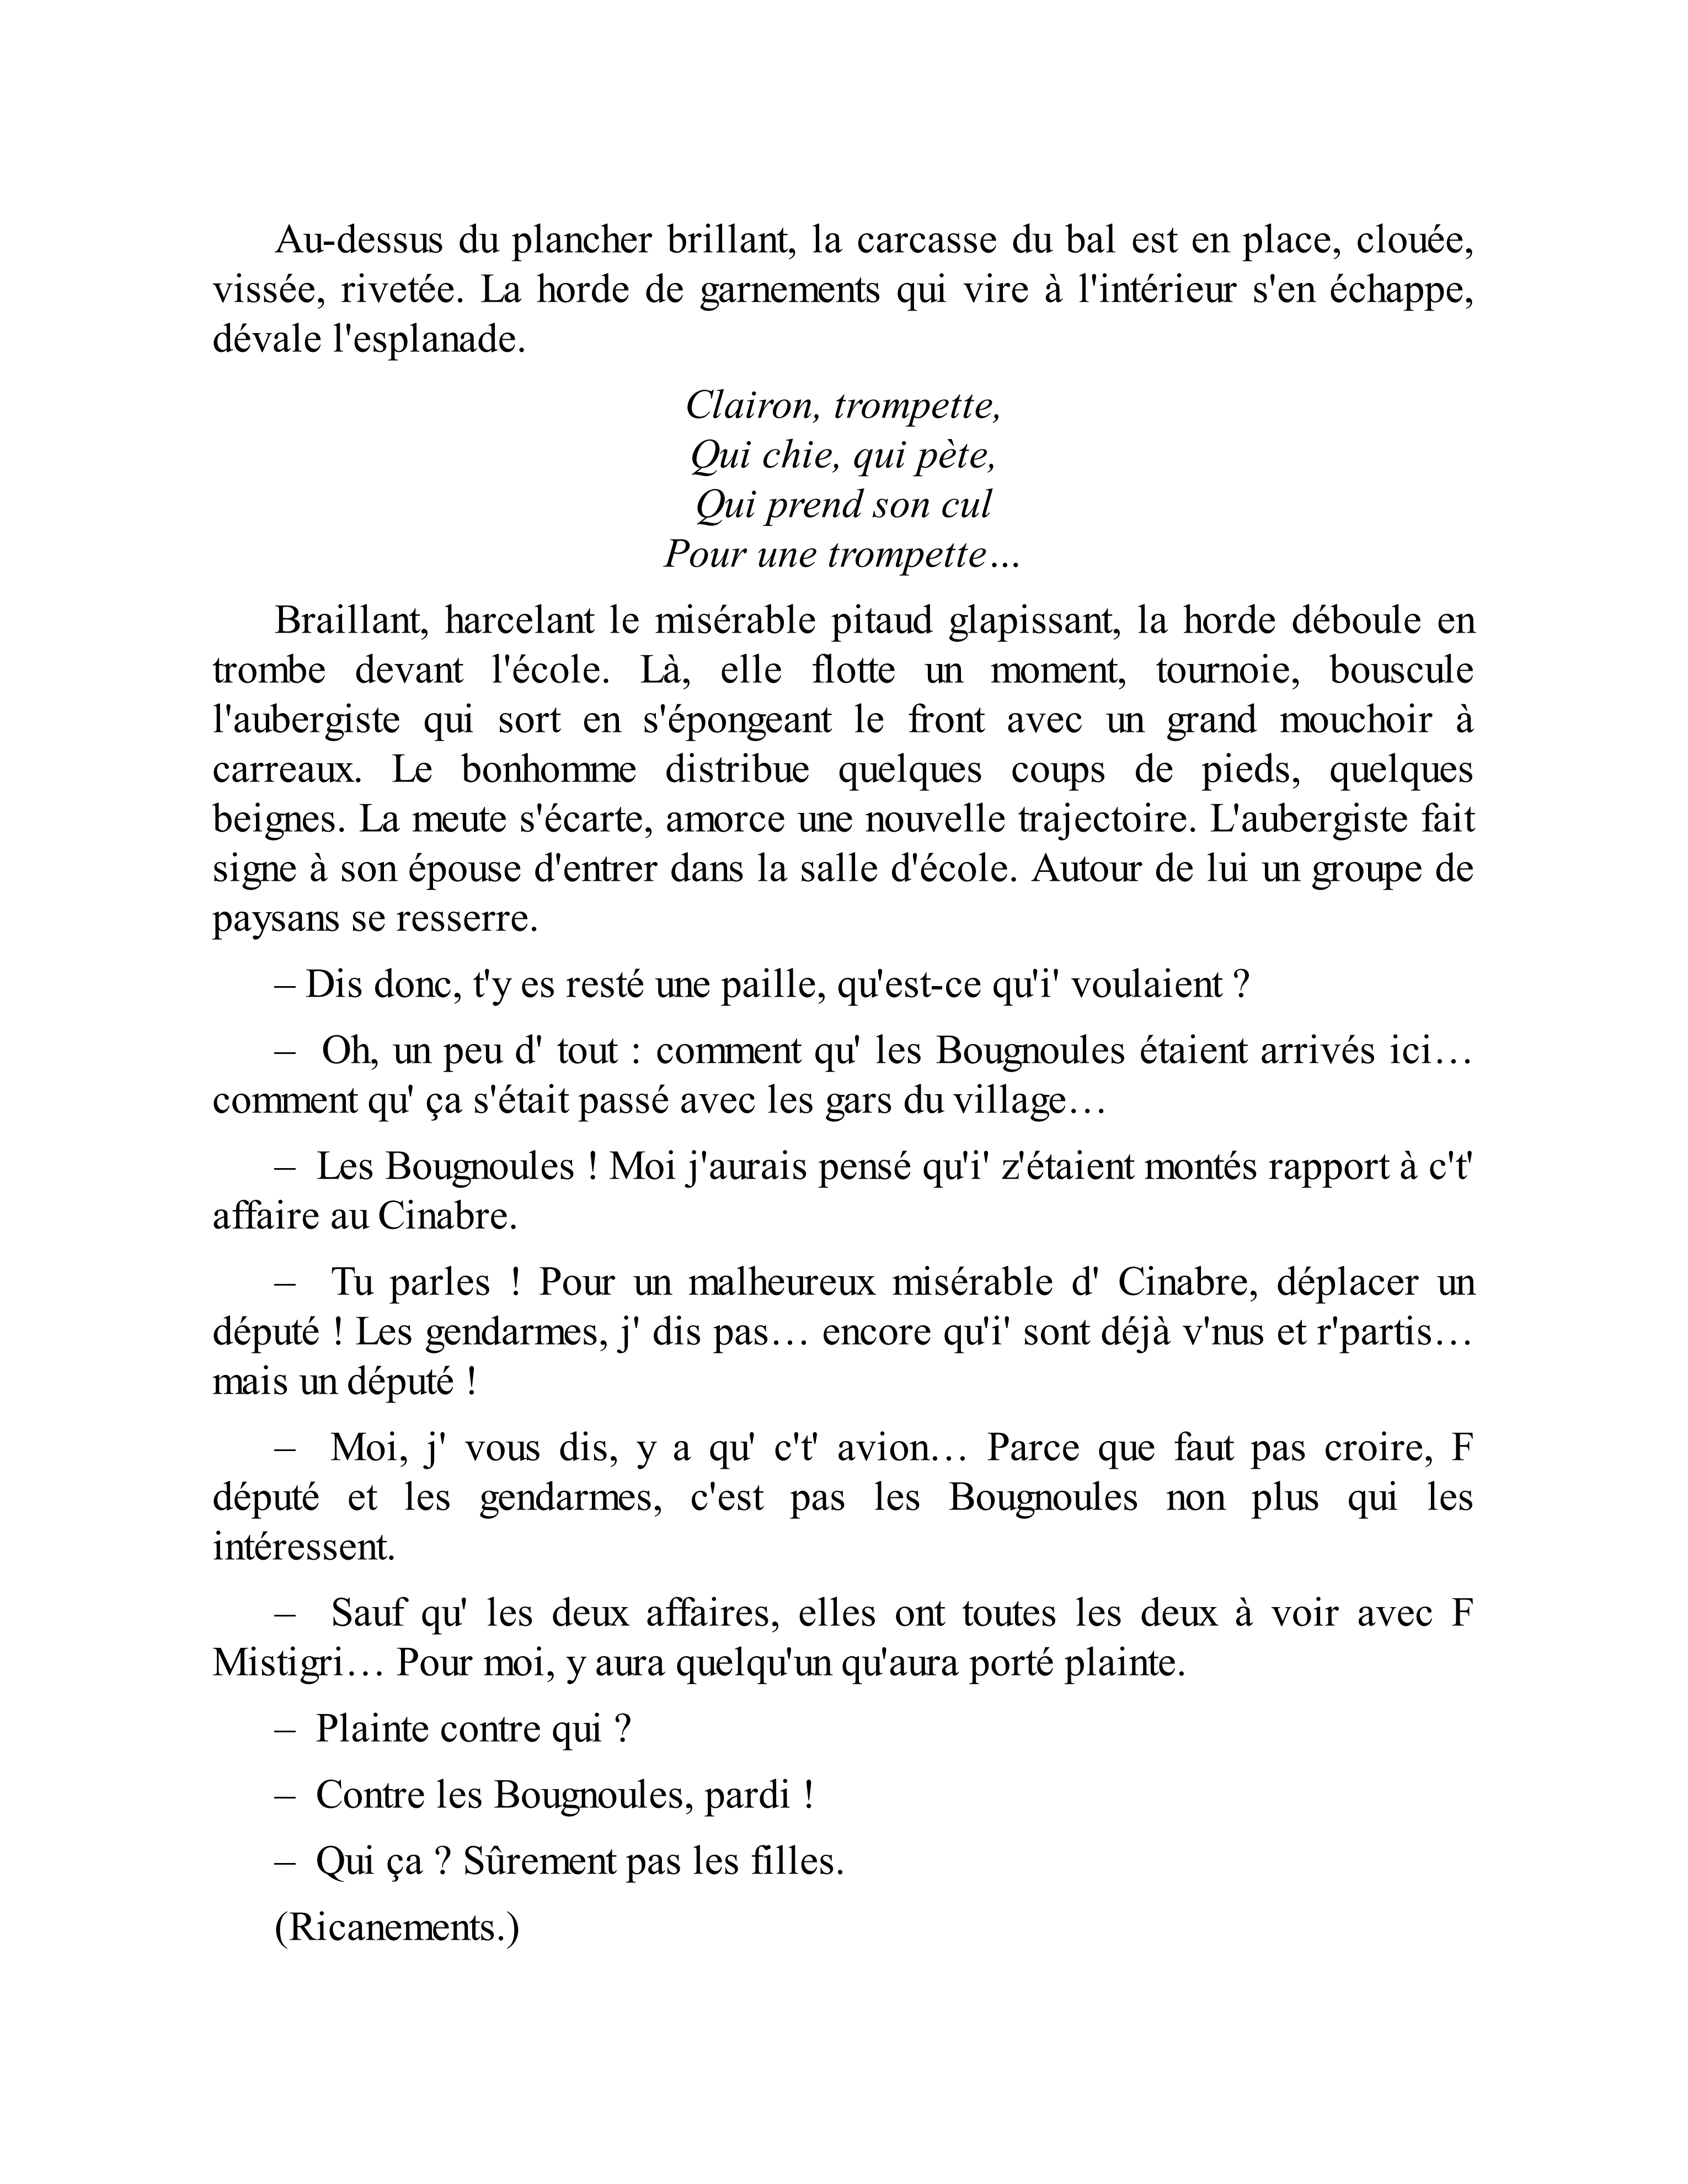 Au-dessus du plancher brillant, la carcasse du bal est en place, clouée,
vissée, rivetée. La horde de garnements qui vire à l'intérieur s'en échappe,
dévale l'esplanade.
Clairon, trompette,
Qui chie, qui pète,
Qui prend son cul
Pour une trompette…
Braillant, harcelant le misérable pitaud glapissant, la horde déboule en
trombe devant l'école. Là, elle flotte un moment, tournoie, bouscule
l'aubergiste qui sort en s'épongeant le front avec un grand mouchoir à
carreaux. Le bonhomme distribue quelques coups de pieds, quelques
beignes. La meute s'écarte, amorce une nouvelle trajectoire. L'aubergiste fait
signe à son épouse d'entrer dans la salle d'école. Autour de lui un groupe de
paysans se resserre.
– Dis donc, t'y es resté une paille, qu'est-ce qu'i' voulaient ?
– Oh, un peu d' tout : comment qu' les Bougnoules étaient arrivés ici…
comment qu' ça s'était passé avec les gars du village…
– Les Bougnoules ! Moi j'aurais pensé qu'i' z'étaient montés rapport à c't'
affaire au Cinabre.
– Tu parles ! Pour un malheureux misérable d' Cinabre, déplacer un
député ! Les gendarmes, j' dis pas… encore qu'i' sont déjà v'nus et r'partis…
mais un député !
– Moi, j' vous dis, y a qu' c't' avion… Parce que faut pas croire, F
député et les gendarmes, c'est pas les Bougnoules non plus qui les
intéressent.
– Sauf qu' les deux affaires, elles ont toutes les deux à voir avec F
Mistigri… Pour moi, y aura quelqu'un qu'aura porté plainte.
– Plainte contre qui ?
– Contre les Bougnoules, pardi !
– Qui ça ? Sûrement pas les filles.
(Ricanements.)